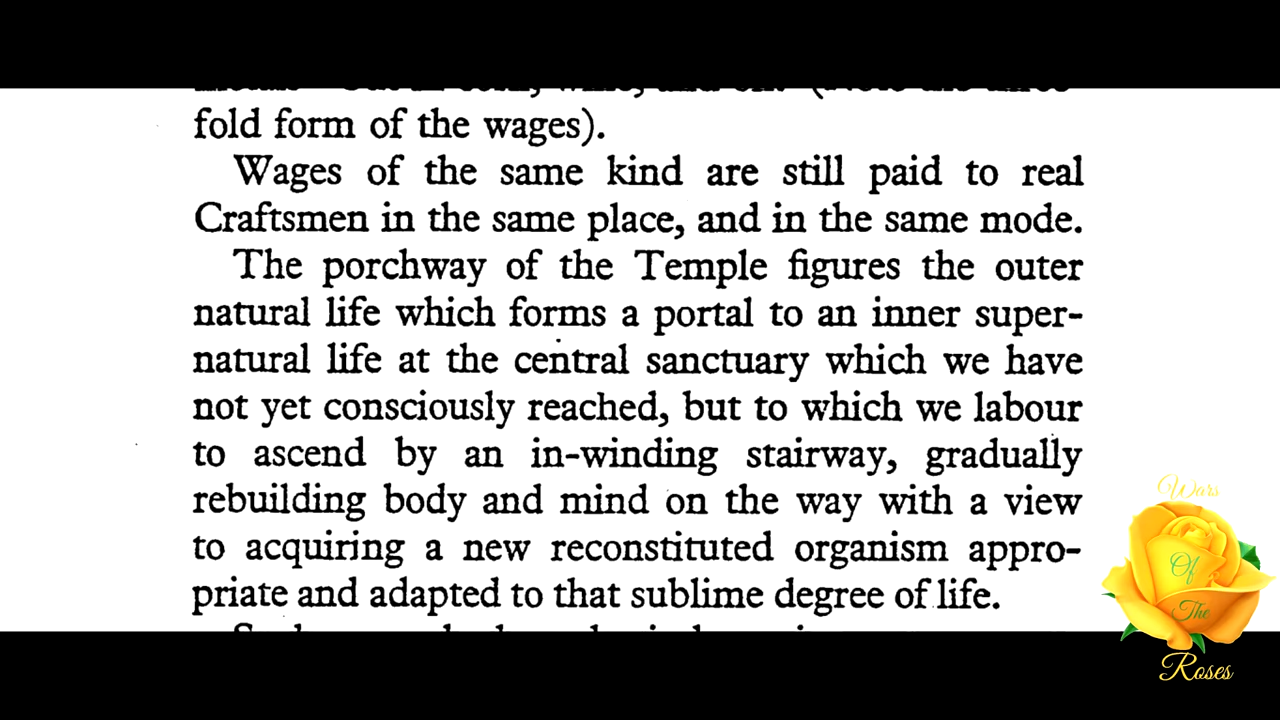 fold form of the wages).
Wages of the same kind are still paid to real
Craftsmen in the same place, and in the same mode.
The porchway of the Temple figures the outer
natural life which forms a portal to an inner super-
natural life at the central sanctuary which we have
not yet consciously reached, but to which we labour
to ascend by an in-winding stairway, gradually
rebuilding body and mind on the way with a view
to acquiring a new reconstituted organism appro-
priate and adapted to that sublime degree of life.
Wars
Of
The
Roses